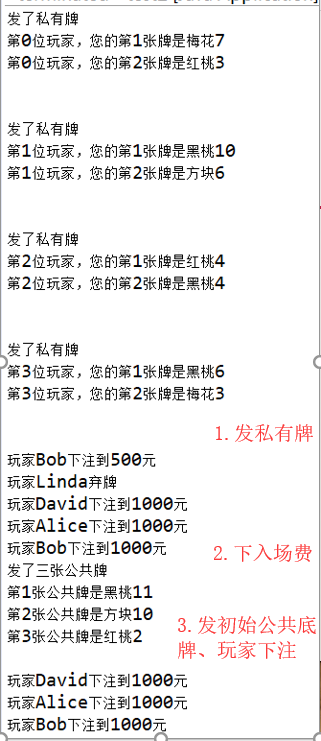 发了私有牌
第0位玩家，您的第1张牌是梅花7
第0位玩家，您的第2张牌是红桃3
发了私有牌
第1位玩家，您的第1张牌是黑桃10
第1位玩家，您的第2张牌是方块6
发了私有牌
第2位玩家，您的第1张牌是红桃4
第2位玩家，您的第2张牌是黑桃4
发了私有牌
第3位玩家，您的第1张牌是黑桃6
第3位玩家，您的第2张牌是梅花3
1.发私有牌
玩家Bob下注到500元
玩家Linda弃牌
玩家David下注到1000元
玩家Alice下注到1000元
玩家Bob下注到1000元
2.下入场费
发了三张公共牌
第1张公共牌是黑桃11
第2张公共牌是方块10
第3张公共牌是红桃2
3.发初始公共底
牌、玩家下注
玩家David下注到1000元
玩家Alice下注到1000元
玩家Bob下注到1000元